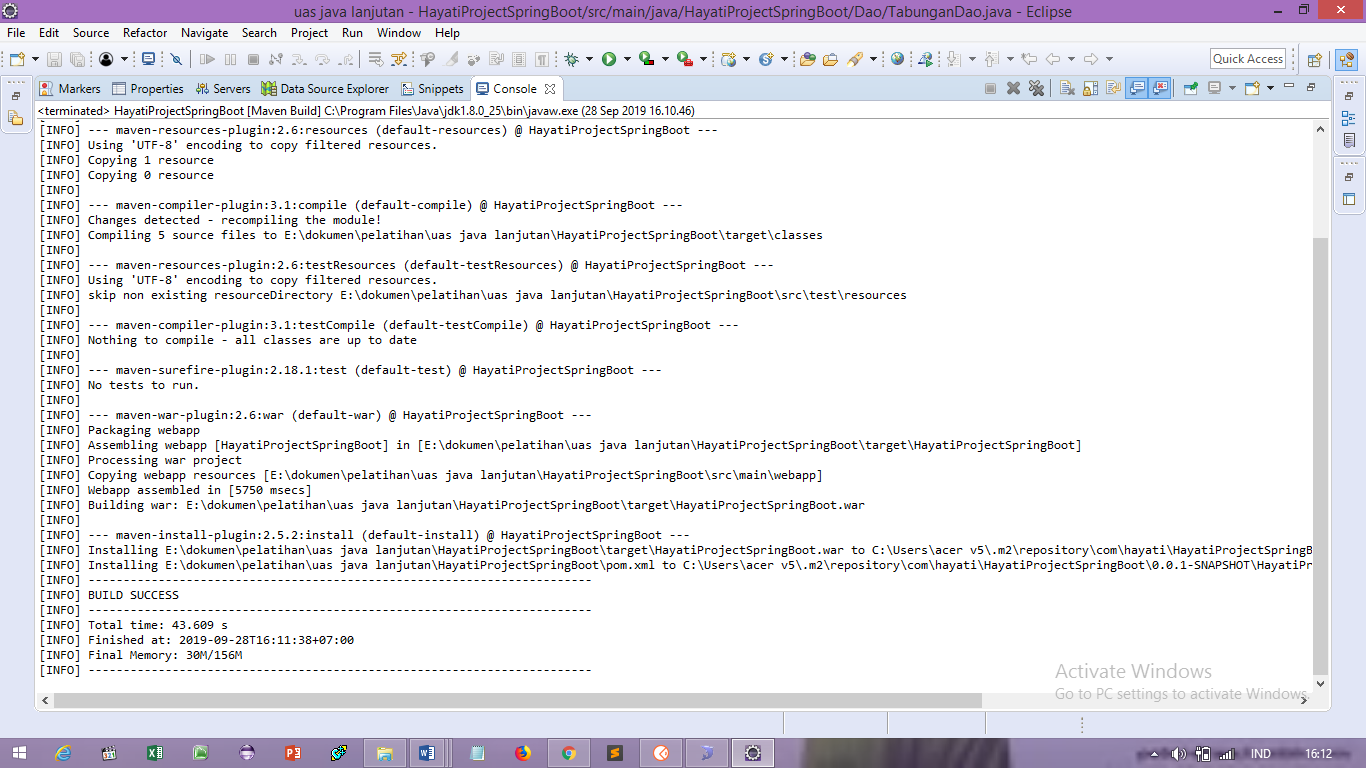 uas java lanjutan - HayatiProjectSpringBoot/src/main/java/HayatiProjectSpringBoot/Dao/TabunganDao.java - Eclipse
File Edit Source Refactor Navigate Search Project Run Window Help
Quick Access
Markers Properties Servers Data Source Explorer Snippets Console
<terminated> HayatiProjectSpringBoot [Maven Build] C:\Program Files\Java\jdk1.8.0_25\bin\javaw.exe (28 Sep 2019 16.10.46)
[INFO] --- maven-resources-plugin:2.6:resources (default-resources) @ HayatiProjectSpringBoot ---
[INFO] Using 'UTF-8' encoding to copy filtered resources.
[INFO] Copying 1 resource
[INFO] Copying 0 resource
[INFO]
[INFO] --- maven-compiler-plugin:3.1:compile (default-compile) @ HayatiProjectSpringBoot ---
[INFO] Changes detected - recompiling the module!
[INFO] Compiling 5 source files to E:\dokumen\pelatihan\uas java lanjutan\HayatiProjectSpringBoot\target\classes
[INFO]
[INFO] --- maven-resources-plugin:2.6:testResources (default-testResources) @ HayatiProjectSpringBoot ---
[INFO] Using 'UTF-8' encoding to copy filtered resources.
[INFO] skip non existing resourceDirectory E:\dokumen\pelatihan\uas java lanjutan\HayatiProjectSpringBoot\src\test\resources
[INFO]
[INFO] --- maven-compiler-plugin:3.1:testCompile (default-testCompile) @ HayatiProjectSpringBoot ---
[INFO] Nothing to compile - all classes are up to date
[INFO]
[INFO] --- maven-surefire-plugin:2.18.1:test (default-test) @ HayatiProjectSpringBoot ---
[INFO] No tests to run.
[INFO]
[INFO] --- maven-war-plugin:2.6:war (default-war) @ HayatiProjectSpringBoot ---
[INFO] Packaging webapp
[INFO] Assembling webapp [HayatiProjectSpringBoot] in [E:\dokumen\pelatihan\uas java lanjutan\HayatiProjectSpringBoot\target\HayatiProjectSpringBoot]
[INFO] Processing war project
[INFO] Copying webapp resources [E:\dokumen\pelatihan\uas java lanjutan\HayatiProjectSpringBoot\src\main\webapp]
[INFO] Webapp assembled in [5750 msecs]
[INFO] Building war: E:\dokumen\pelatihan\uas java lanjutan\HayatiProjectSpringBoot\target\HayatiProjectSpringBoot.war
[INFO]
[INFO] --- maven-install-plugin:2.5.2:install (default-install) @ HayatiProjectSpringBoot ---
[INFO] Installing E:\dokumen\pelatihan\uas java lanjutan\HayatiProjectSpringBoot\target\HayatiProjectSpringBoot.war to C:\Users\acer v5\.m2\repository\com\hayati\HayatiProjectSpringB
[INFO] Installing E:\dokumen\pelatihan\uas java lanjutan\HayatiProjectSpringBoot\pom.xml to C:\Users\acer v5\.m2\repository\com\hayati\HayatiProjectSpringBoot\0.0.1-SNAPSHOT\HayatiPr
[INFO] ------------------------------------------------------------------------
[INFO] BUILD SUCCESS
[INFO] ------------------------------------------------------------------------
[INFO] Total time: 43.609 s
[INFO] Finished at: 2019-09-28T16:11:38+07:00
[INFO] Final Memory: 30M/156M
[INFO] ------------------------------------------------------------------------
Activate Windows
Go to PC settings to activate Windows.
IND 16:12